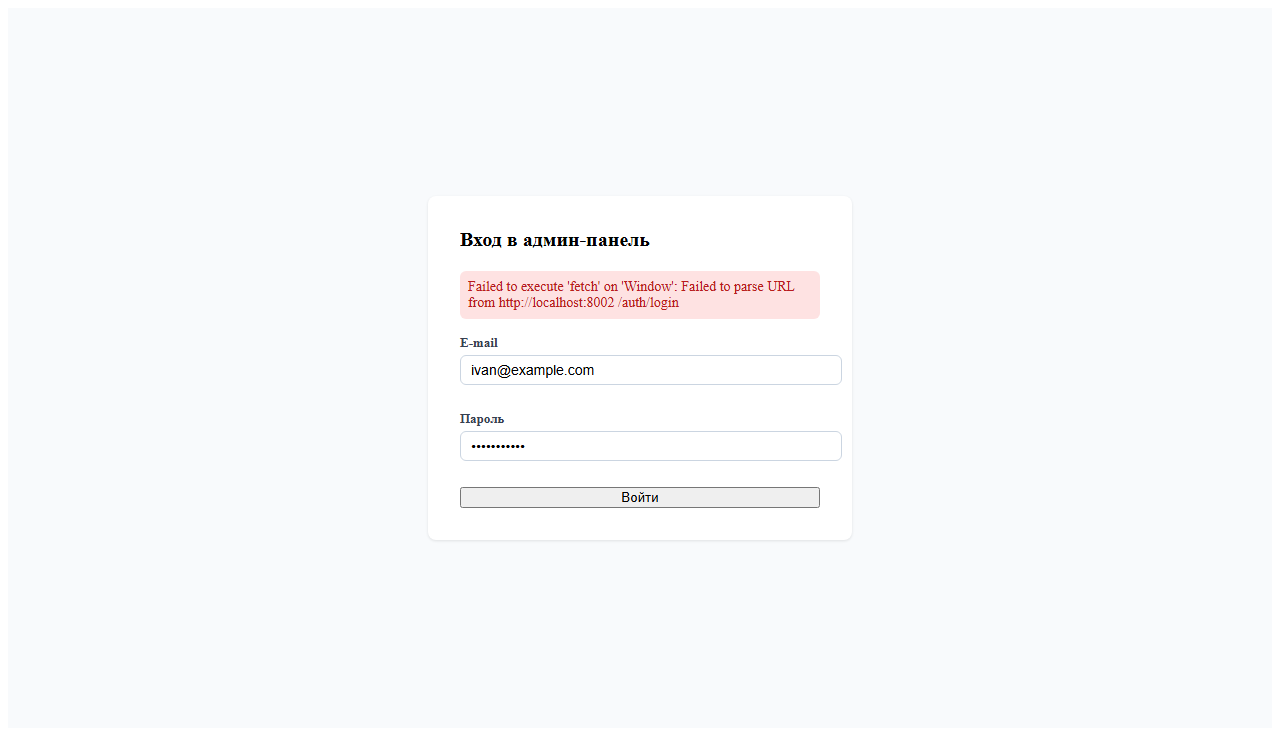 Вход в админ-панель
Failed to execute 'fetch' on 'Window': Failed to parse URL
from http://localhost:8002 /auth/login
E-mail
ivan@example.com
Пароль
•••••••••••
Войти